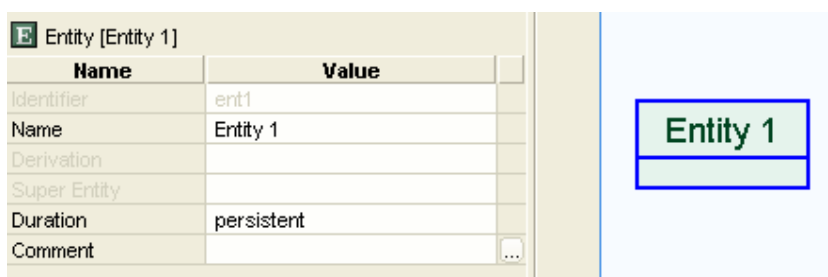 E Entity [Entity 1]
Name Value
Identifier ent1
Name Entity 1
Derivation
Super Entity
Duration persistent
Comment ...
Entity 1